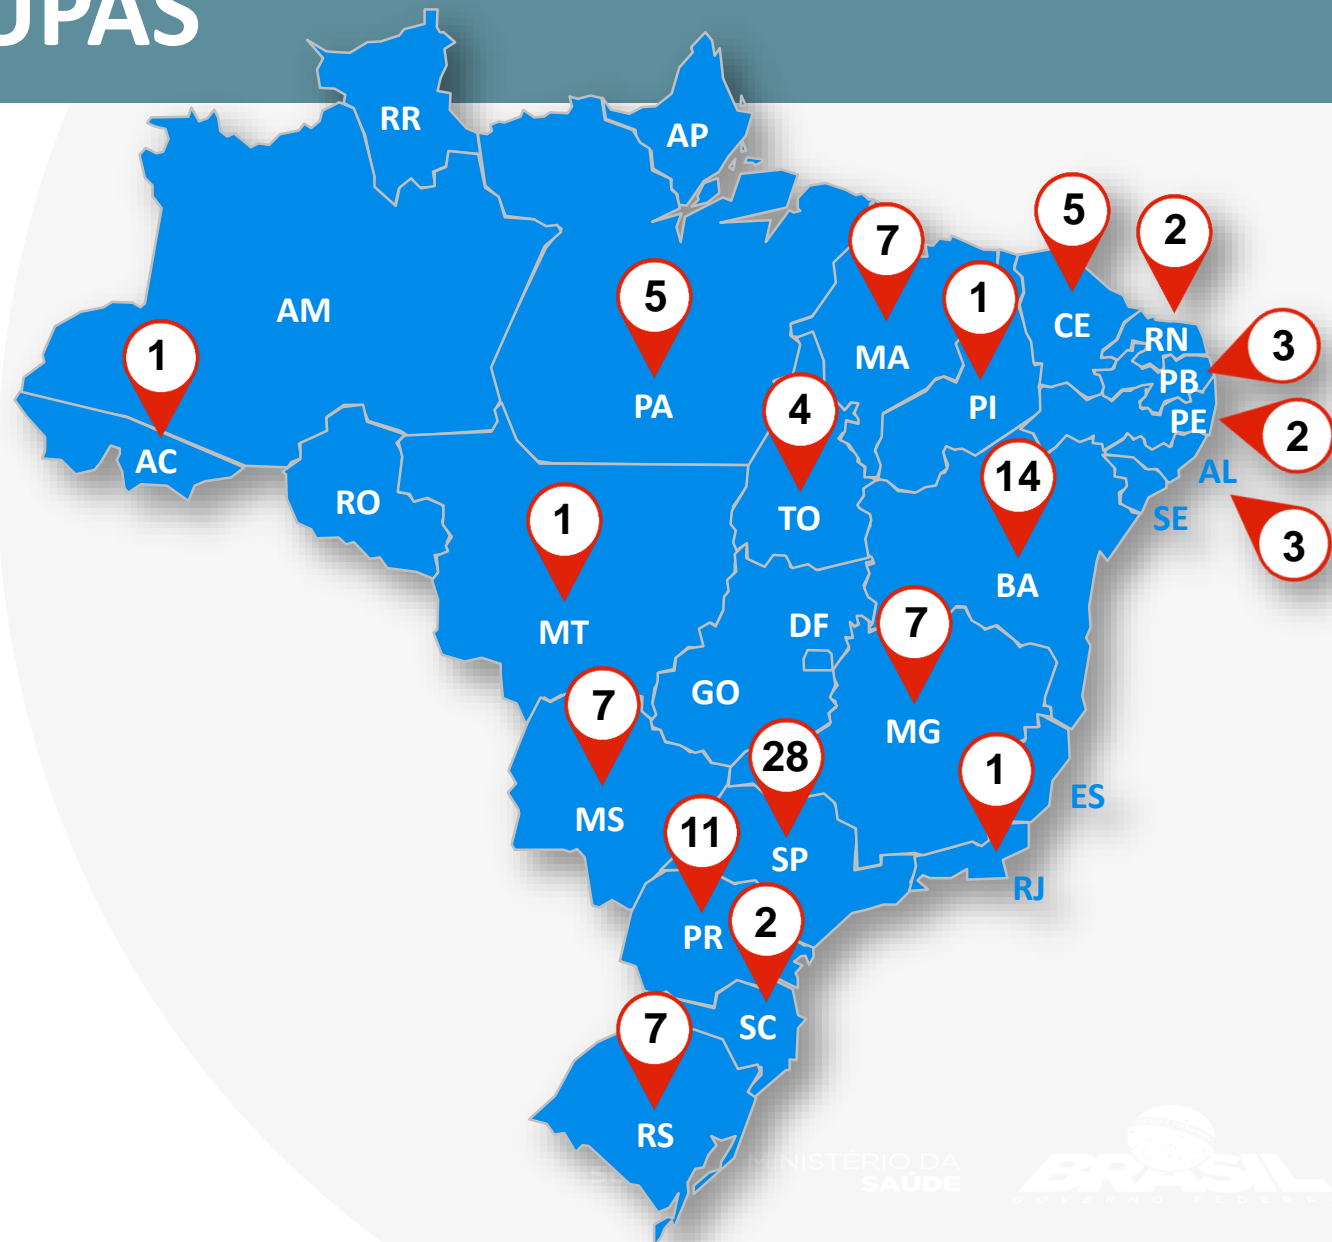 UPAS
RR
AP
5
2
7
5
1
AM
CE
1
RN
3
MA
PB
PA
4
PI
PE
2
AC
14
AL
RO
1
TO
SE
3
BA
MT
7
DF
7
GO
MG
28
1
ES
MS
11
SP
RJ
2
PR
7
SC
RS
MINISTÉRIO DA
SAÚDE
BRASIL
GOVERNO FEDERAL